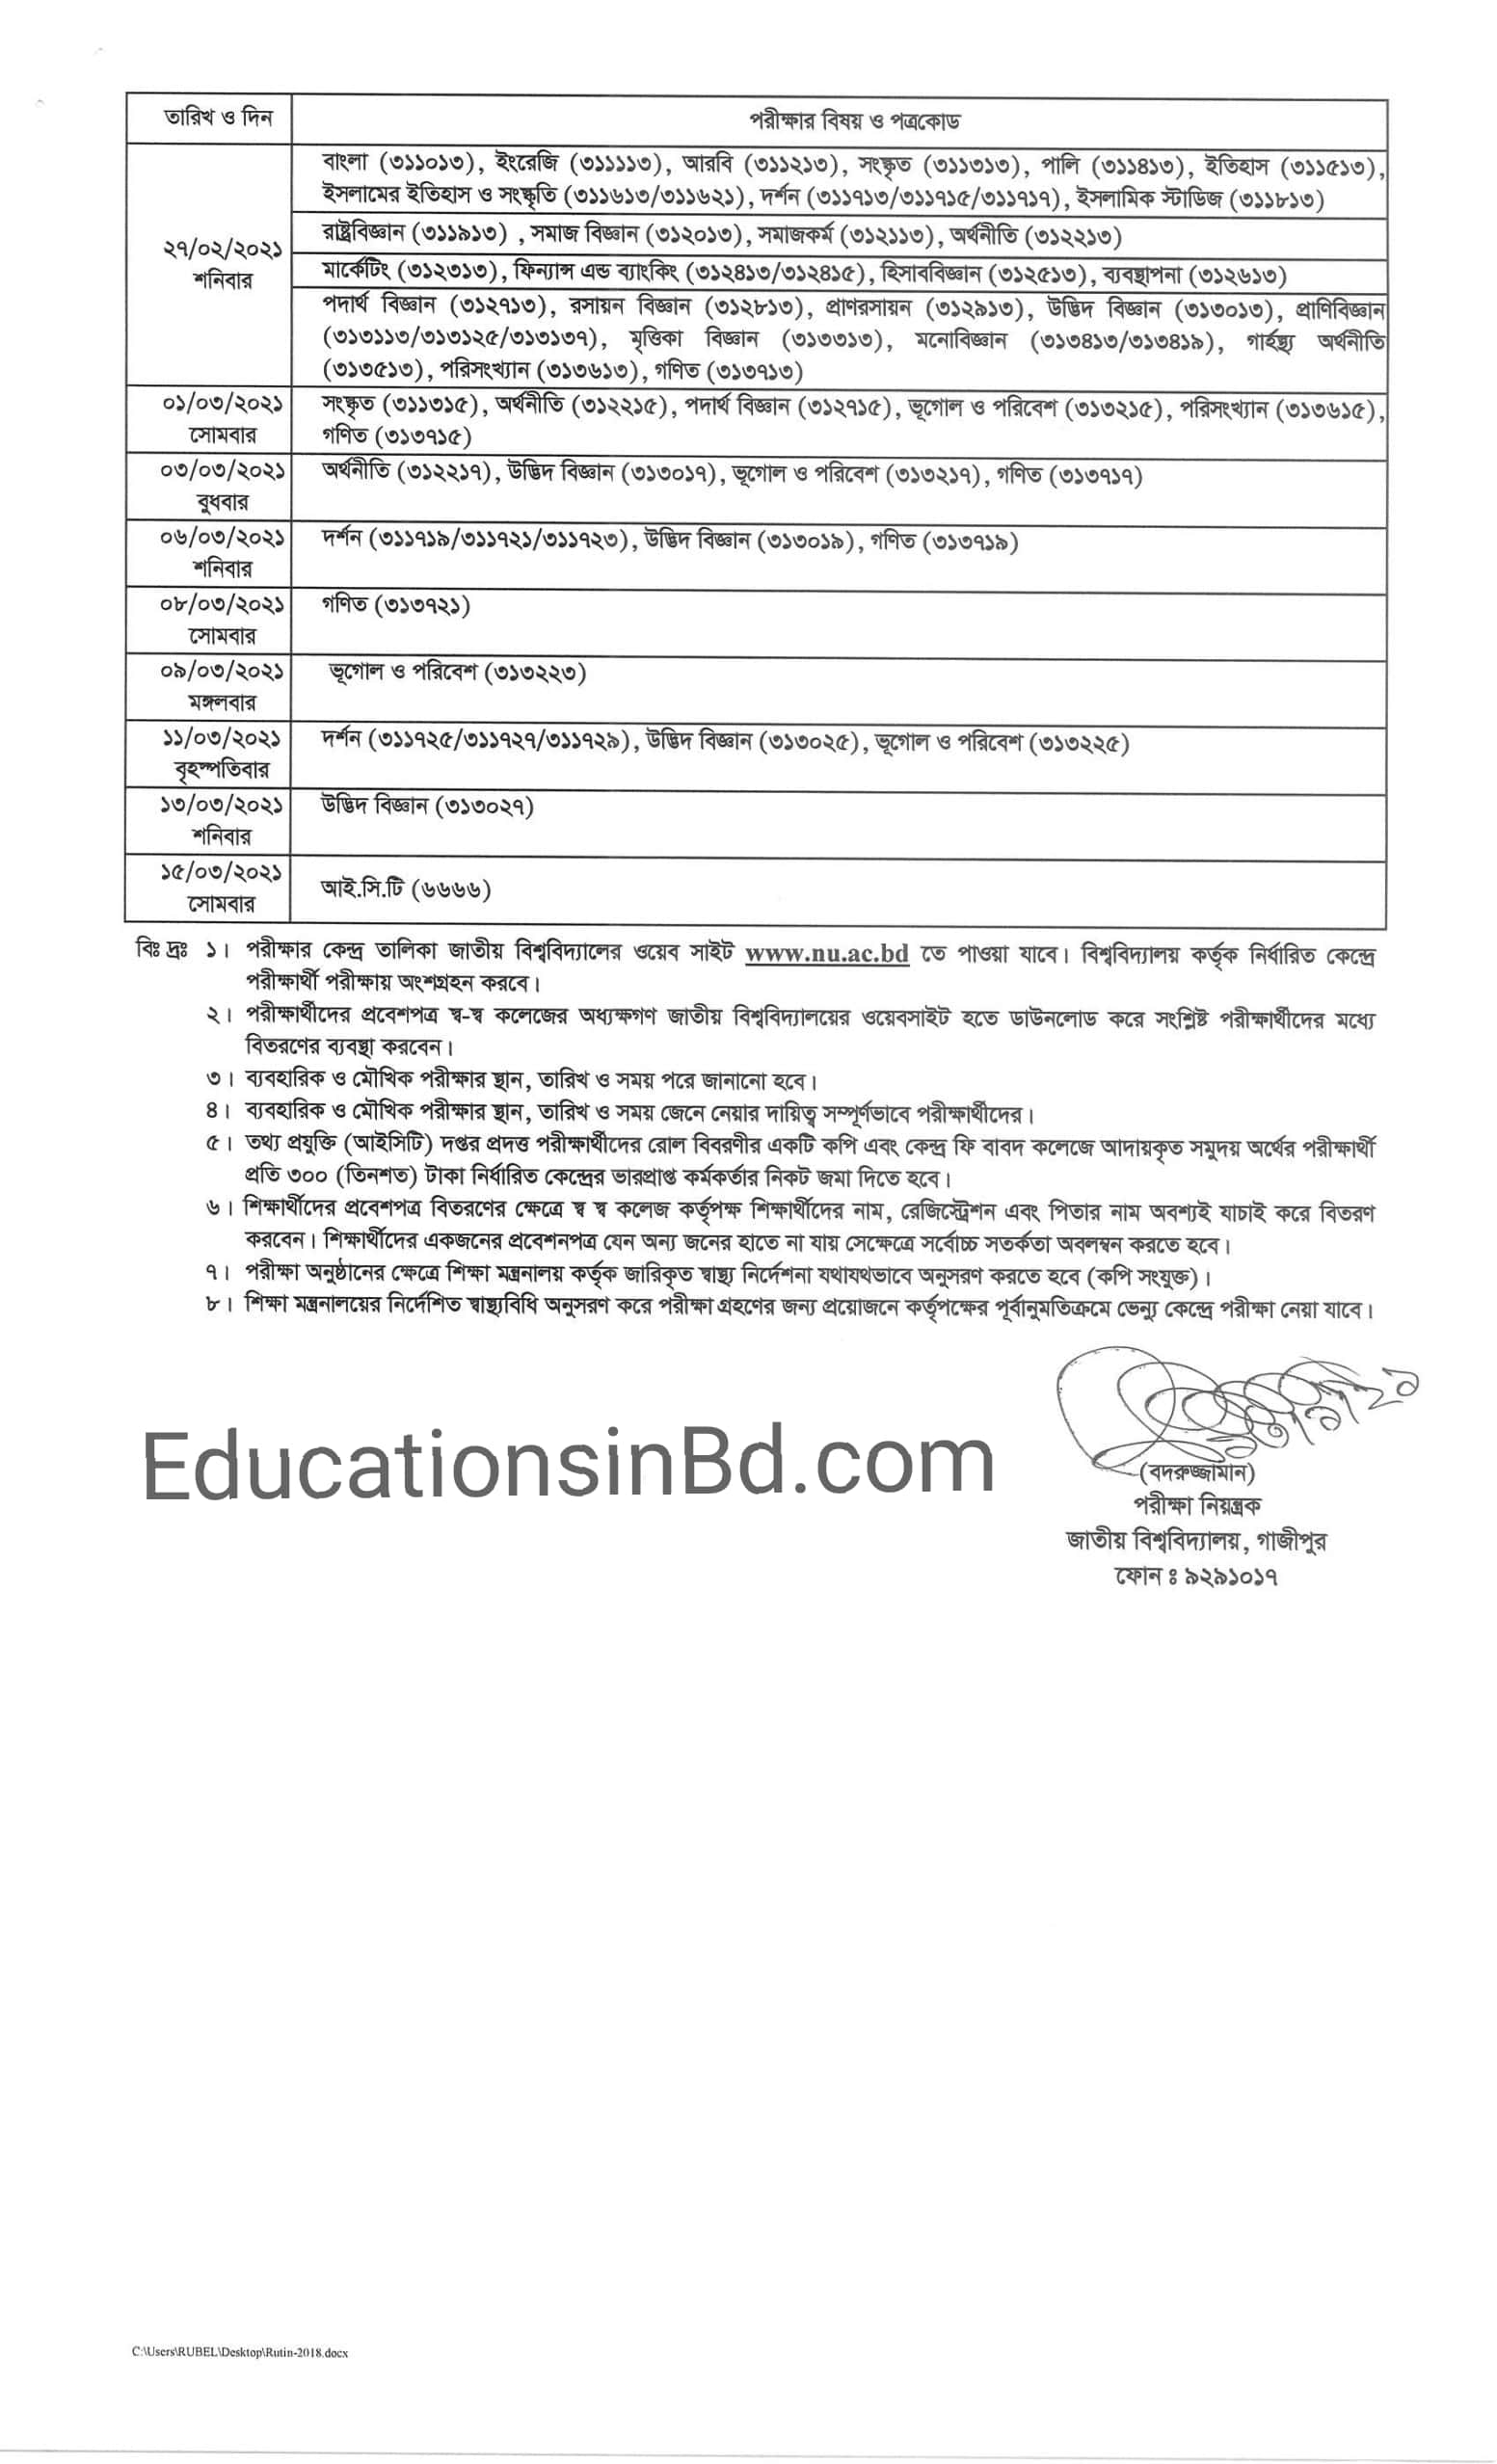 তারিখ ও দিন
পরীক্ষার বিষয় ও পত্রকোড
২৭/০২/২০২১
শনিবার
বাংলা (৩১১০১৩), ইংরেজি (৩১১১১৩), আরবি (৩১১২১৩), সংস্কৃত (৩১১৩১৩), পালি (৩১১৪১৩), ইতিহাস (৩১১৫১৩),
ইসলামের ইতিহাস ও সংস্কৃতি (৩১১৬১৩/৩১১৬২১), দর্শন (৩১১৭১৩/৩১১৭১৫/৩১১৭১৭), ইসলামিক স্টাডিজ (৩১১৮১৩)
রাষ্ট্রবিজ্ঞান (৩১১৯১৩) , সমাজ বিজ্ঞান (৩১২০১৩), সমাজকর্ম (৩১২১১৩), অর্থনীতি (৩১২২১৩)
মার্কেটিং (৩১২৩১৩), ফিন্যান্স এন্ড ব্যাংকিং (৩১২৪১৩/৩১২৪১৫), হিসাববিজ্ঞান (৩১২৫১৩), ব্যবস্থাপনা (৩১২৬১৩)
পদার্থ বিজ্ঞান (৩১২৭১৩), রসায়ন বিজ্ঞান (৩১২৮১৩), প্রাণরসায়ন (৩১২৯১৩), উদ্ভিদ বিজ্ঞান (৩১৩০১৩), প্রাণিবিজ্ঞান
(৩১৩১১৩/৩১৩১২৫/৩১৩১৩৭), মৃত্তিকা বিজ্ঞান (৩১৩৩১৩), মনোবিজ্ঞান (৩১৩৪১৩/৩১৩৪১৯), গার্হস্থ্য অর্থনীতি
(৩১৩৫১৩), পরিসংখ্যান (৩১৩৬১৩), গণিত (৩১৩৭১৩)
০১/০৩/২০২১
সোমবার
সংস্কৃত (৩১১৩১৫), অর্থনীতি (৩১২২১৫), পদার্থ বিজ্ঞান (৩১২৭১৫), ভূগোল ও পরিবেশ (৩১৩২১৫), পরিসংখ্যান (৩১৩৬১৫),
গণিত (৩১৩৭১৫)
০৩/০৩/২০২১
বুধবার
অর্থনীতি (৩১২২১৭), উদ্ভিদ বিজ্ঞান (৩১৩০১৭), ভূগোল ও পরিবেশ (৩১৩২১৭), গণিত (৩১৩৭১৭)
০৬/০৩/২০২১
শনিবার
দর্শন (৩১১৭১৯/৩১১৭২১/৩১১৭২৩), উদ্ভিদ বিজ্ঞান (৩১৩০১৯), গণিত (৩১৩৭১৯)
০৮/০৩/২০২১
সোমবার
গণিত (৩১৩৭২১)
০৯/০৩/২০২১
মঙ্গলবার
ভূগোল ও পরিবেশ (৩১৩২২৩)
১১/০৩/২০২১
বৃহস্পতিবার
দর্শন (৩১১৭২৫/৩১১৭২৭/৩১১৭২৯), উদ্ভিদ বিজ্ঞান (৩১৩০২৫), ভূগোল ও পরিবেশ (৩১৩২২৫)
১৩/০৩/২০২১
শনিবার
উদ্ভিদ বিজ্ঞান (৩১৩০২৭)
১৫/০৩/২০২১
সোমবার
আই.সি.টি (৬৬৬৬)
বিঃ দ্রঃ ১। পরীক্ষার কেন্দ্র তালিকা জাতীয় বিশ্ববিদ্যালের ওয়েব সাইট www.nu.ac.bd তে পাওয়া যাবে। বিশ্ববিদ্যালয় কর্তৃক নির্ধারিত কেন্দ্রে
পরীক্ষার্থী পরীক্ষায় অংশগ্রহন করবে।
২। পরীক্ষার্থীদের প্রবেশপত্র স্ব-স্ব কলেজের অধ্যক্ষগণ জাতীয় বিশ্ববিদ্যালয়ের ওয়েবসাইট হতে ডাউনলোড করে সংশ্লিষ্ট পরীক্ষার্থীদের মধ্যে
বিতরণের ব্যবস্থা করবেন।
৩। ব্যবহারিক ও মৌখিক পরীক্ষার স্থান, তারিখ ও সময় পরে জানানো হবে।
৪। ব্যবহারিক ও মৌখিক পরীক্ষার স্থান, তারিখ ও সময় জেনে নেয়ার দায়িত্ব সম্পূর্ণভাবে পরীক্ষার্থীদের।
৫। তথ্য প্রযুক্তি (আইসিটি) দপ্তর প্রদত্ত পরীক্ষার্থীদের রোল বিবরণীর একটি কপি এবং কেন্দ্র ফি বাবদ কলেজে আদায়কৃত সমুদয় অর্থের পরীক্ষার্থী
প্রতি ৩০০ (তিনশত) টাকা নির্ধারিত কেন্দ্রের ভারপ্রাপ্ত কর্মকর্তার নিকট জমা দিতে হবে।
৬। শিক্ষার্থীদের প্রবেশপত্র বিতরণের ক্ষেত্রে স্ব স্ব কলেজ কর্তৃপক্ষ শিক্ষার্থীদের নাম, রেজিস্ট্রেশন এবং পিতার নাম অবশ্যই যাচাই করে বিতরণ
করবেন। শিক্ষার্থীদের একজনের প্রবেশনপত্র যেন অন্য জনের হাতে না যায় সেক্ষেত্রে সর্বোচ্চ সতর্কতা অবলম্বন করতে হবে।
৭। পরীক্ষা অনুষ্ঠানের ক্ষেত্রে শিক্ষা মন্ত্রনালয় কর্তৃক জারিকৃত স্বাস্থ্য নির্দেশনা যথাযথভাবে অনুসরণ করতে হবে (কপি সংযুক্ত)।
৮। শিক্ষা মন্ত্রনালয়ের নির্দেশিত স্বাস্থ্যবিধি অনুসরণ করে পরীক্ষা গ্রহণের জন্য প্রয়োজনে কর্তৃপক্ষের পূর্বানুমতিক্রমে ভেন্যু কেন্দ্রে পরীক্ষা নেয়া যাবে।
EducationsinBd.com
(বদরুজ্জামান)
পরীক্ষা নিয়ন্ত্রক
জাতীয় বিশ্ববিদ্যালয়, গাজীপুর
ফোন ঃ ৯২৯১০১৭
C:\Users\RUBEL\Desktop\Rutin-2018.docx